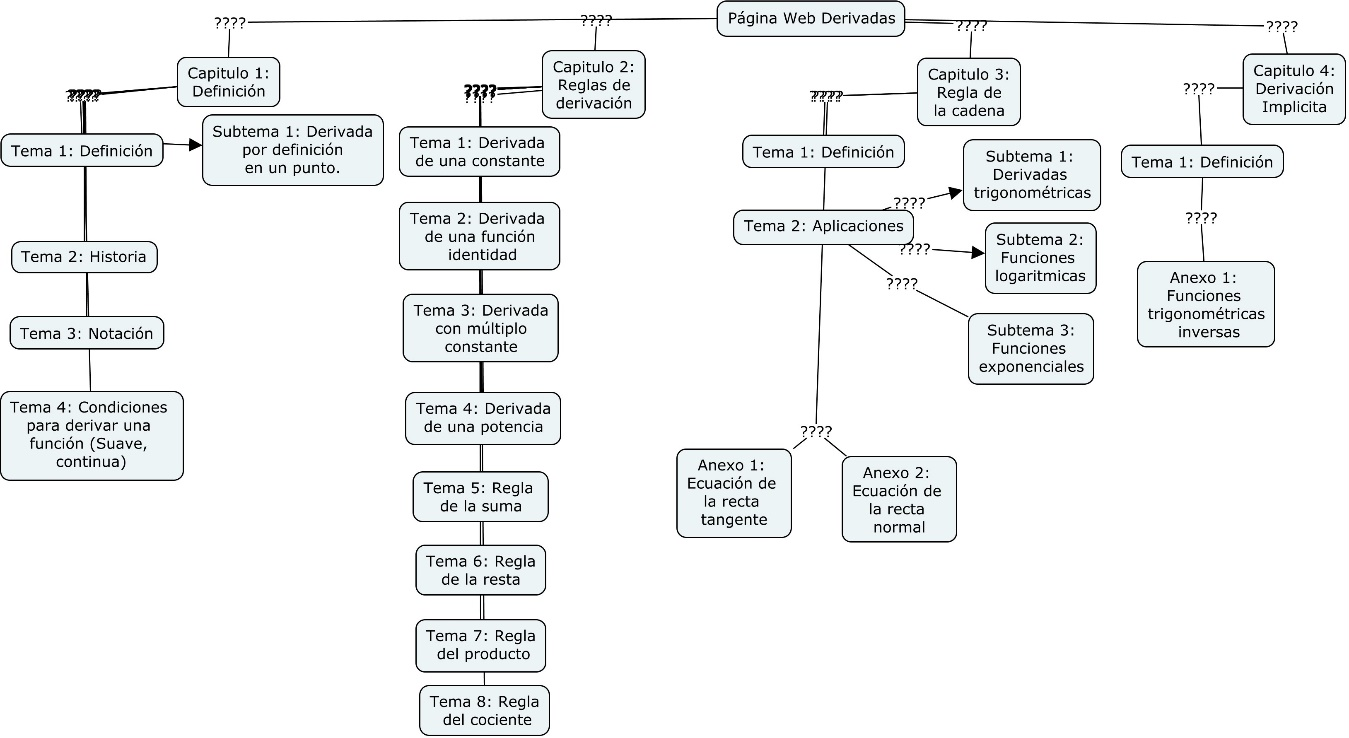 Página Web Derivadas
????
????
????
????
Capitulo 1:
Definición
????
Tema 1: Definición
Subtema 1: Derivada
por definición
en un punto.
Tema 2: Historia
Tema 3: Notación
Tema 4: Condiciones
para derivar una
función (Suave,
continua)
Capitulo 2:
Reglas de
derivación
????
Tema 1: Derivada
de una constante
Tema 2: Derivada
de una función
identidad
Tema 3: Derivada
con múltiplo
constante
Tema 4: Derivada
de una potencia
Tema 5: Regla
de la suma
Tema 6: Regla
de la resta
Tema 7: Regla
del producto
Tema 8: Regla
del cociente
Capitulo 3:
Regla de
la cadena
????
Tema 1: Definición
Tema 2: Aplicaciones
????
Subtema 1:
Derivadas
trigonométricas
????
Subtema 2:
Funciones
logaritmicas
????
Subtema 3:
Funciones
exponenciales
????
Anexo 1:
Ecuación de
la recta
tangente
Anexo 2:
Ecuación de
la recta
normal
Capitulo 4:
Derivación
Implicita
????
Tema 1: Definición
????
Anexo 1:
Funciones
trigonométricas
inversas